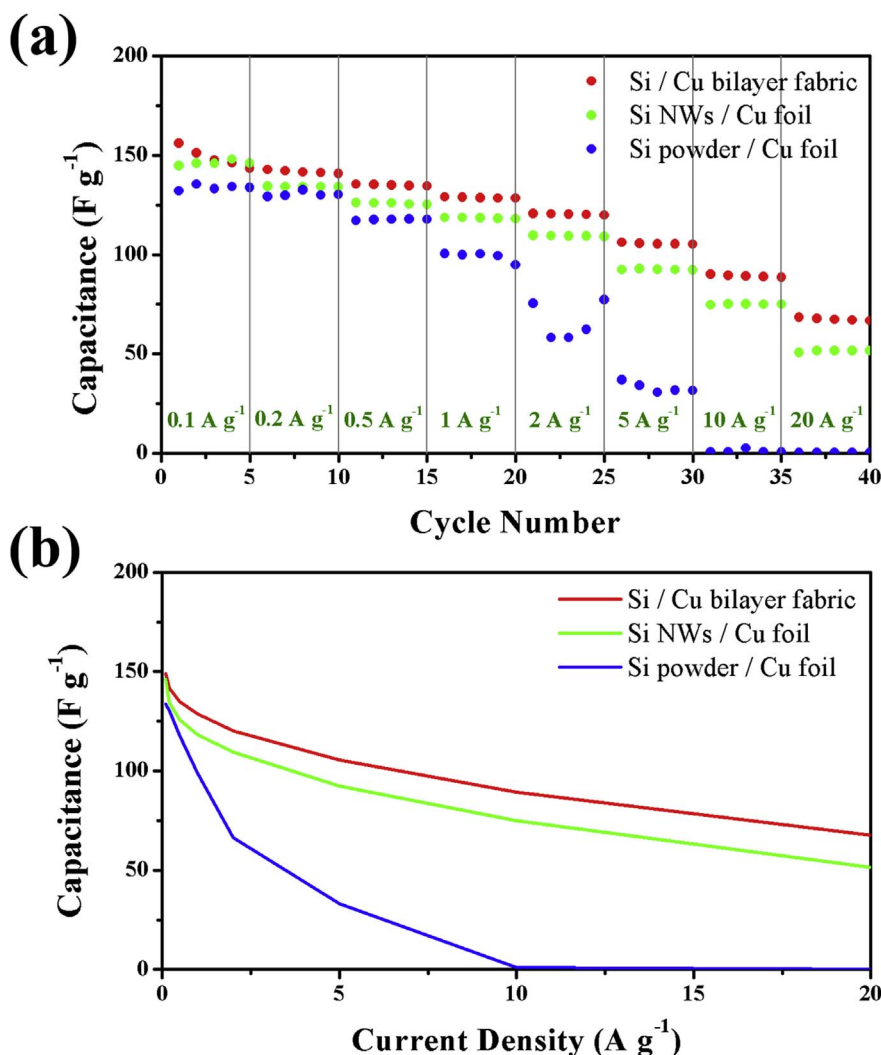 (a)
200
150
100
50
0
Capacitance (F g⁻¹)
Si / Cu bilayer fabric
Si NWs / Cu foil
Si powder / Cu foil
0.1 A g⁻¹ 0.2 A g⁻¹ 0.5 A g⁻¹ 1 A g⁻¹ 2 A g⁻¹ 5 A g⁻¹ 10 A g⁻¹ 20 A g⁻¹
0 5 10 15 20 25 30 35 40
Cycle Number
(b)
200
150
100
50
0
Capacitance (F g⁻¹)
Si / Cu bilayer fabric
Si NWs / Cu foil
Si powder / Cu foil
0 5 10 15 20
Current Density (A g⁻¹)